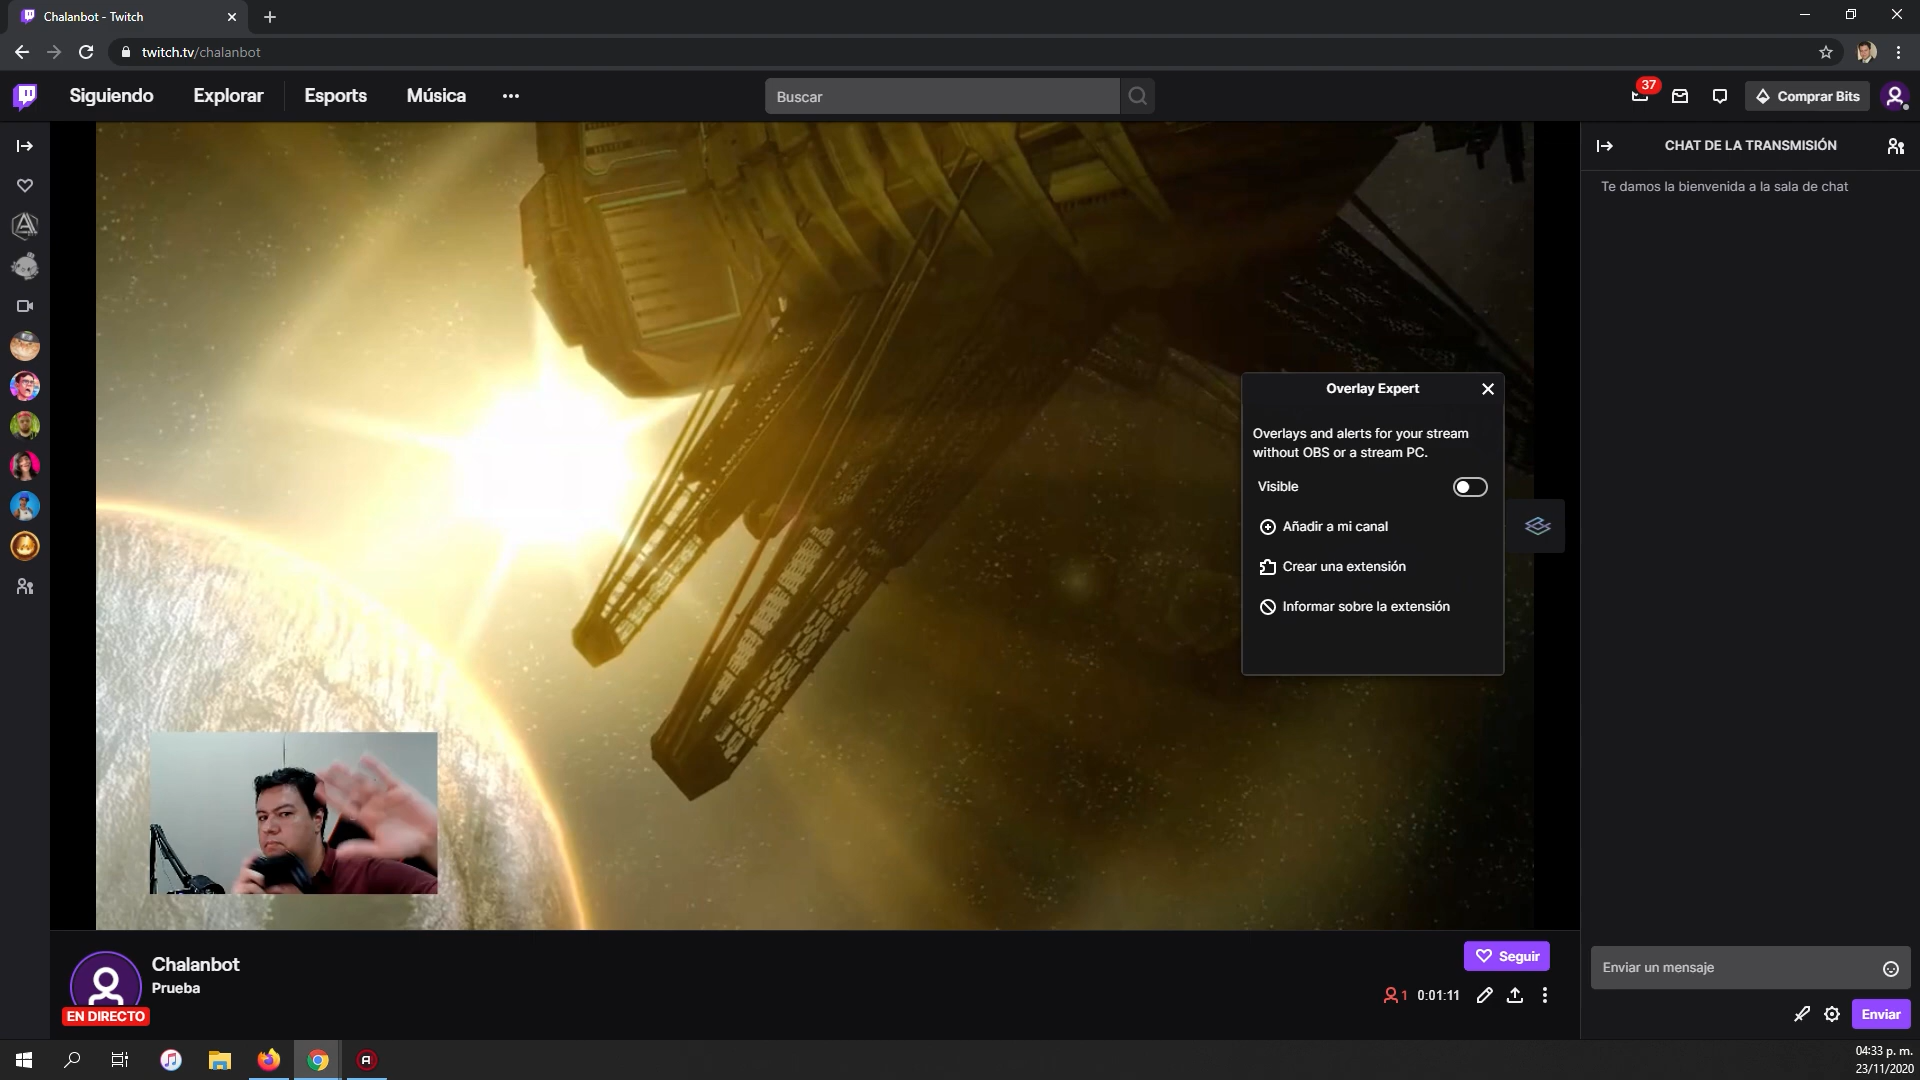 Chalanbot - Twitch
twitch.tv/chalanbot
Siguiendo
Explorar
Esports
Música
Buscar
37
Comprar Bits
CHAT DE LA TRANSMISIÓN
Te damos la bienvenida a la sala de chat
Overlay Expert
Overlays and alerts for your stream
without OBS or a stream PC.
Visible
Añadir a mi canal
Crear una extensión
Informar sobre la extensión
Chalanbot
Prueba
EN DIRECTO
Seguir
1 0:01:11
Enviar un mensaje
Enviar
04:33 p. m.
23/11/2020